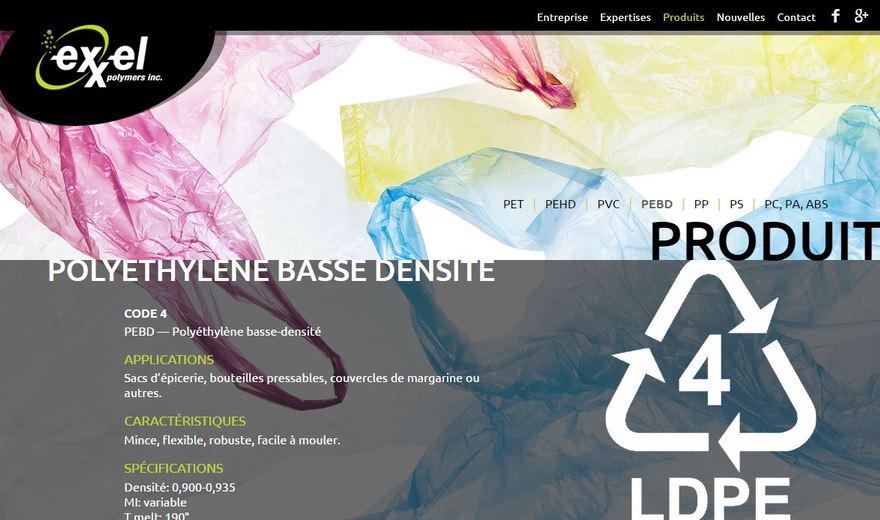 Entreprise Expertises Produits Nouvelles Contact f g+
exxel
polymers inc.
PET | PEHD | PVC | PEBD | PP | PS | PC, PA, ABS
PRODUIT
POLYÉTHYLÈNE BASSE DENSITÉ
CODE 4
PEBD — Polyéthylène basse-densité
APPLICATIONS
Sacs d'épicerie, bouteilles pressables, couvercles de margarine ou
autres.
CARACTÉRISTIQUES
Mince, flexible, robuste, facile à mouler.
SPÉCIFICATIONS
Densité: 0,900-0,935
MI: variable
T melt: 190°
4
LDPE